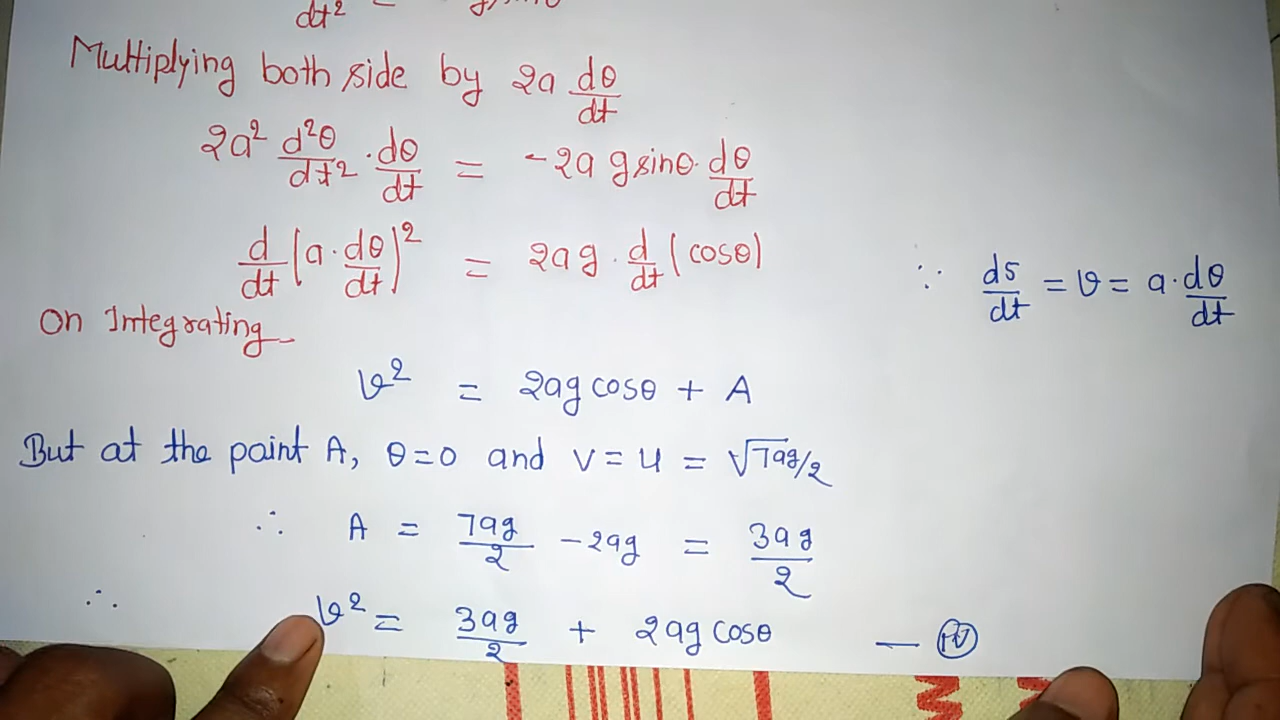 dt²
Multiplying both side by 2a dθ/dt
2a² d²θ/dt² · dθ/dt = -2a g sinθ · dθ/dt
d/dt (a · dθ/dt)² = 2ag · d/dt (cosθ)
∵ ds/dt = v = a · dθ/dt
On Integrating
v² = 2ag cosθ + A
But at the point A, θ=0 and v = u = √7ag/2
∴ A = 7ag/2 - 2ag = 3ag/2
∴ v² = 3ag/2 + 2ag cosθ — (IV)